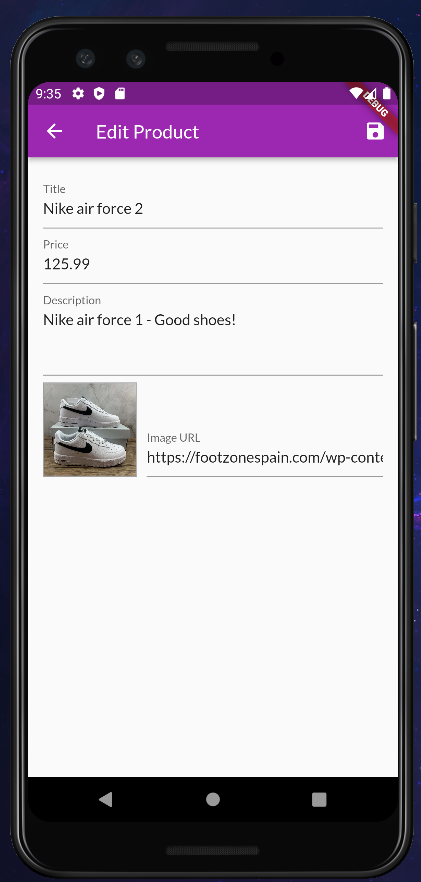 9:35
DEBUG
Edit Product
Title
Nike air force 2
Price
125.99
Description
Nike air force 1 - Good shoes!
Image URL
https://footzonespain.com/wp-conte